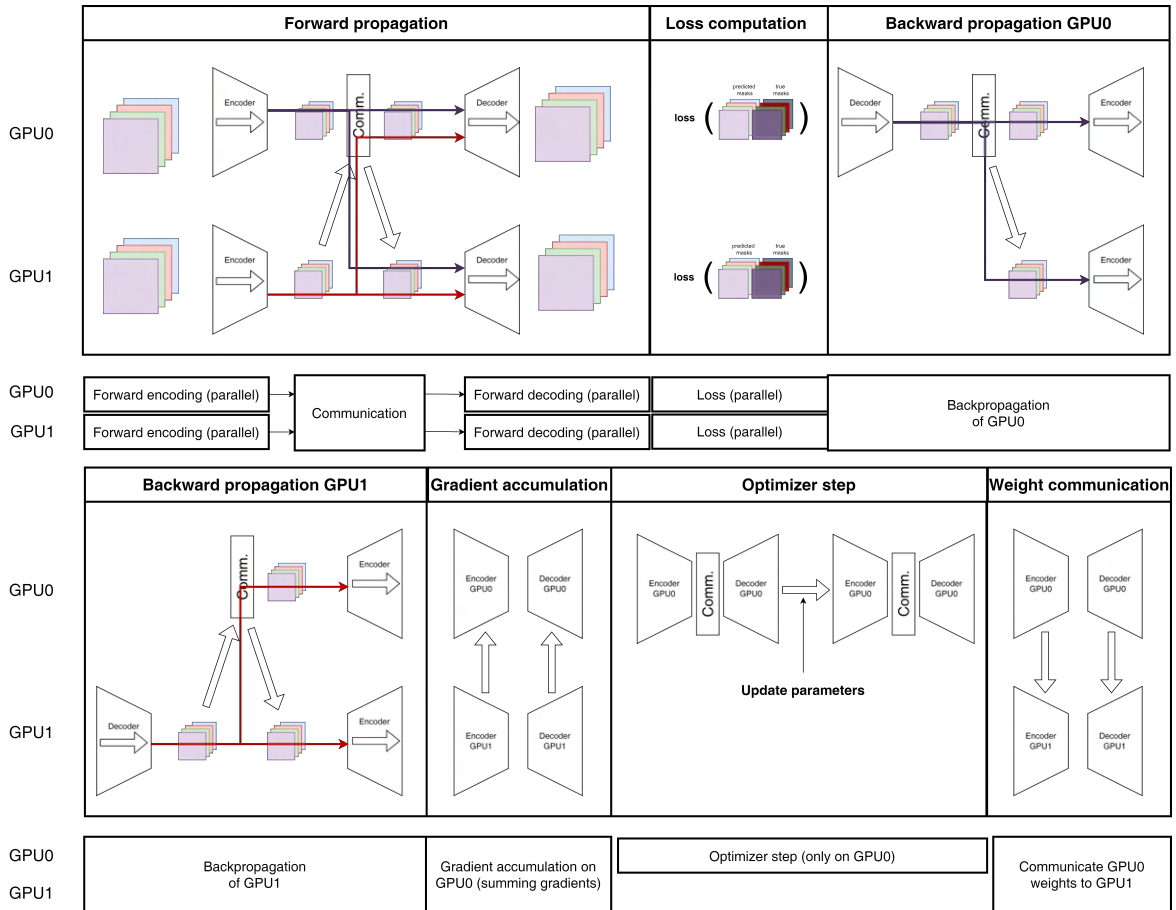 Forward propagation
Loss computation
Backward propagation GPU0
GPU0
Encoder
Comm.
Decoder
loss
(
predicted
masks
true
masks
)
Decoder
Comm.
Encoder
GPU1
Encoder
Decoder
loss
(
predicted
masks
true
masks
)
Encoder
GPU0
Forward encoding (parallel)
Communication
Forward decoding (parallel)
Loss (parallel)
Backpropagation
of GPU0
GPU1
Forward encoding (parallel)
Forward decoding (parallel)
Loss (parallel)
Backward propagation GPU1
Gradient accumulation
Optimizer step
Weight communication
GPU0
Comm.
Encoder
Encoder
GPU0
Decoder
GPU0
Encoder
GPU0
Comm.
Decoder
GPU0
Encoder
GPU0
Comm.
Decoder
GPU0
Encoder
GPU0
Decoder
GPU0
Update parameters
GPU1
Decoder
Encoder
Encoder
GPU1
Decoder
GPU1
Encoder
GPU1
Decoder
GPU1
GPU0
GPU1
Backpropagation
of GPU1
Gradient accumulation on
GPU0 (summing gradients)
Optimizer step (only on GPU0)
Communicate GPU0
weights to GPU1